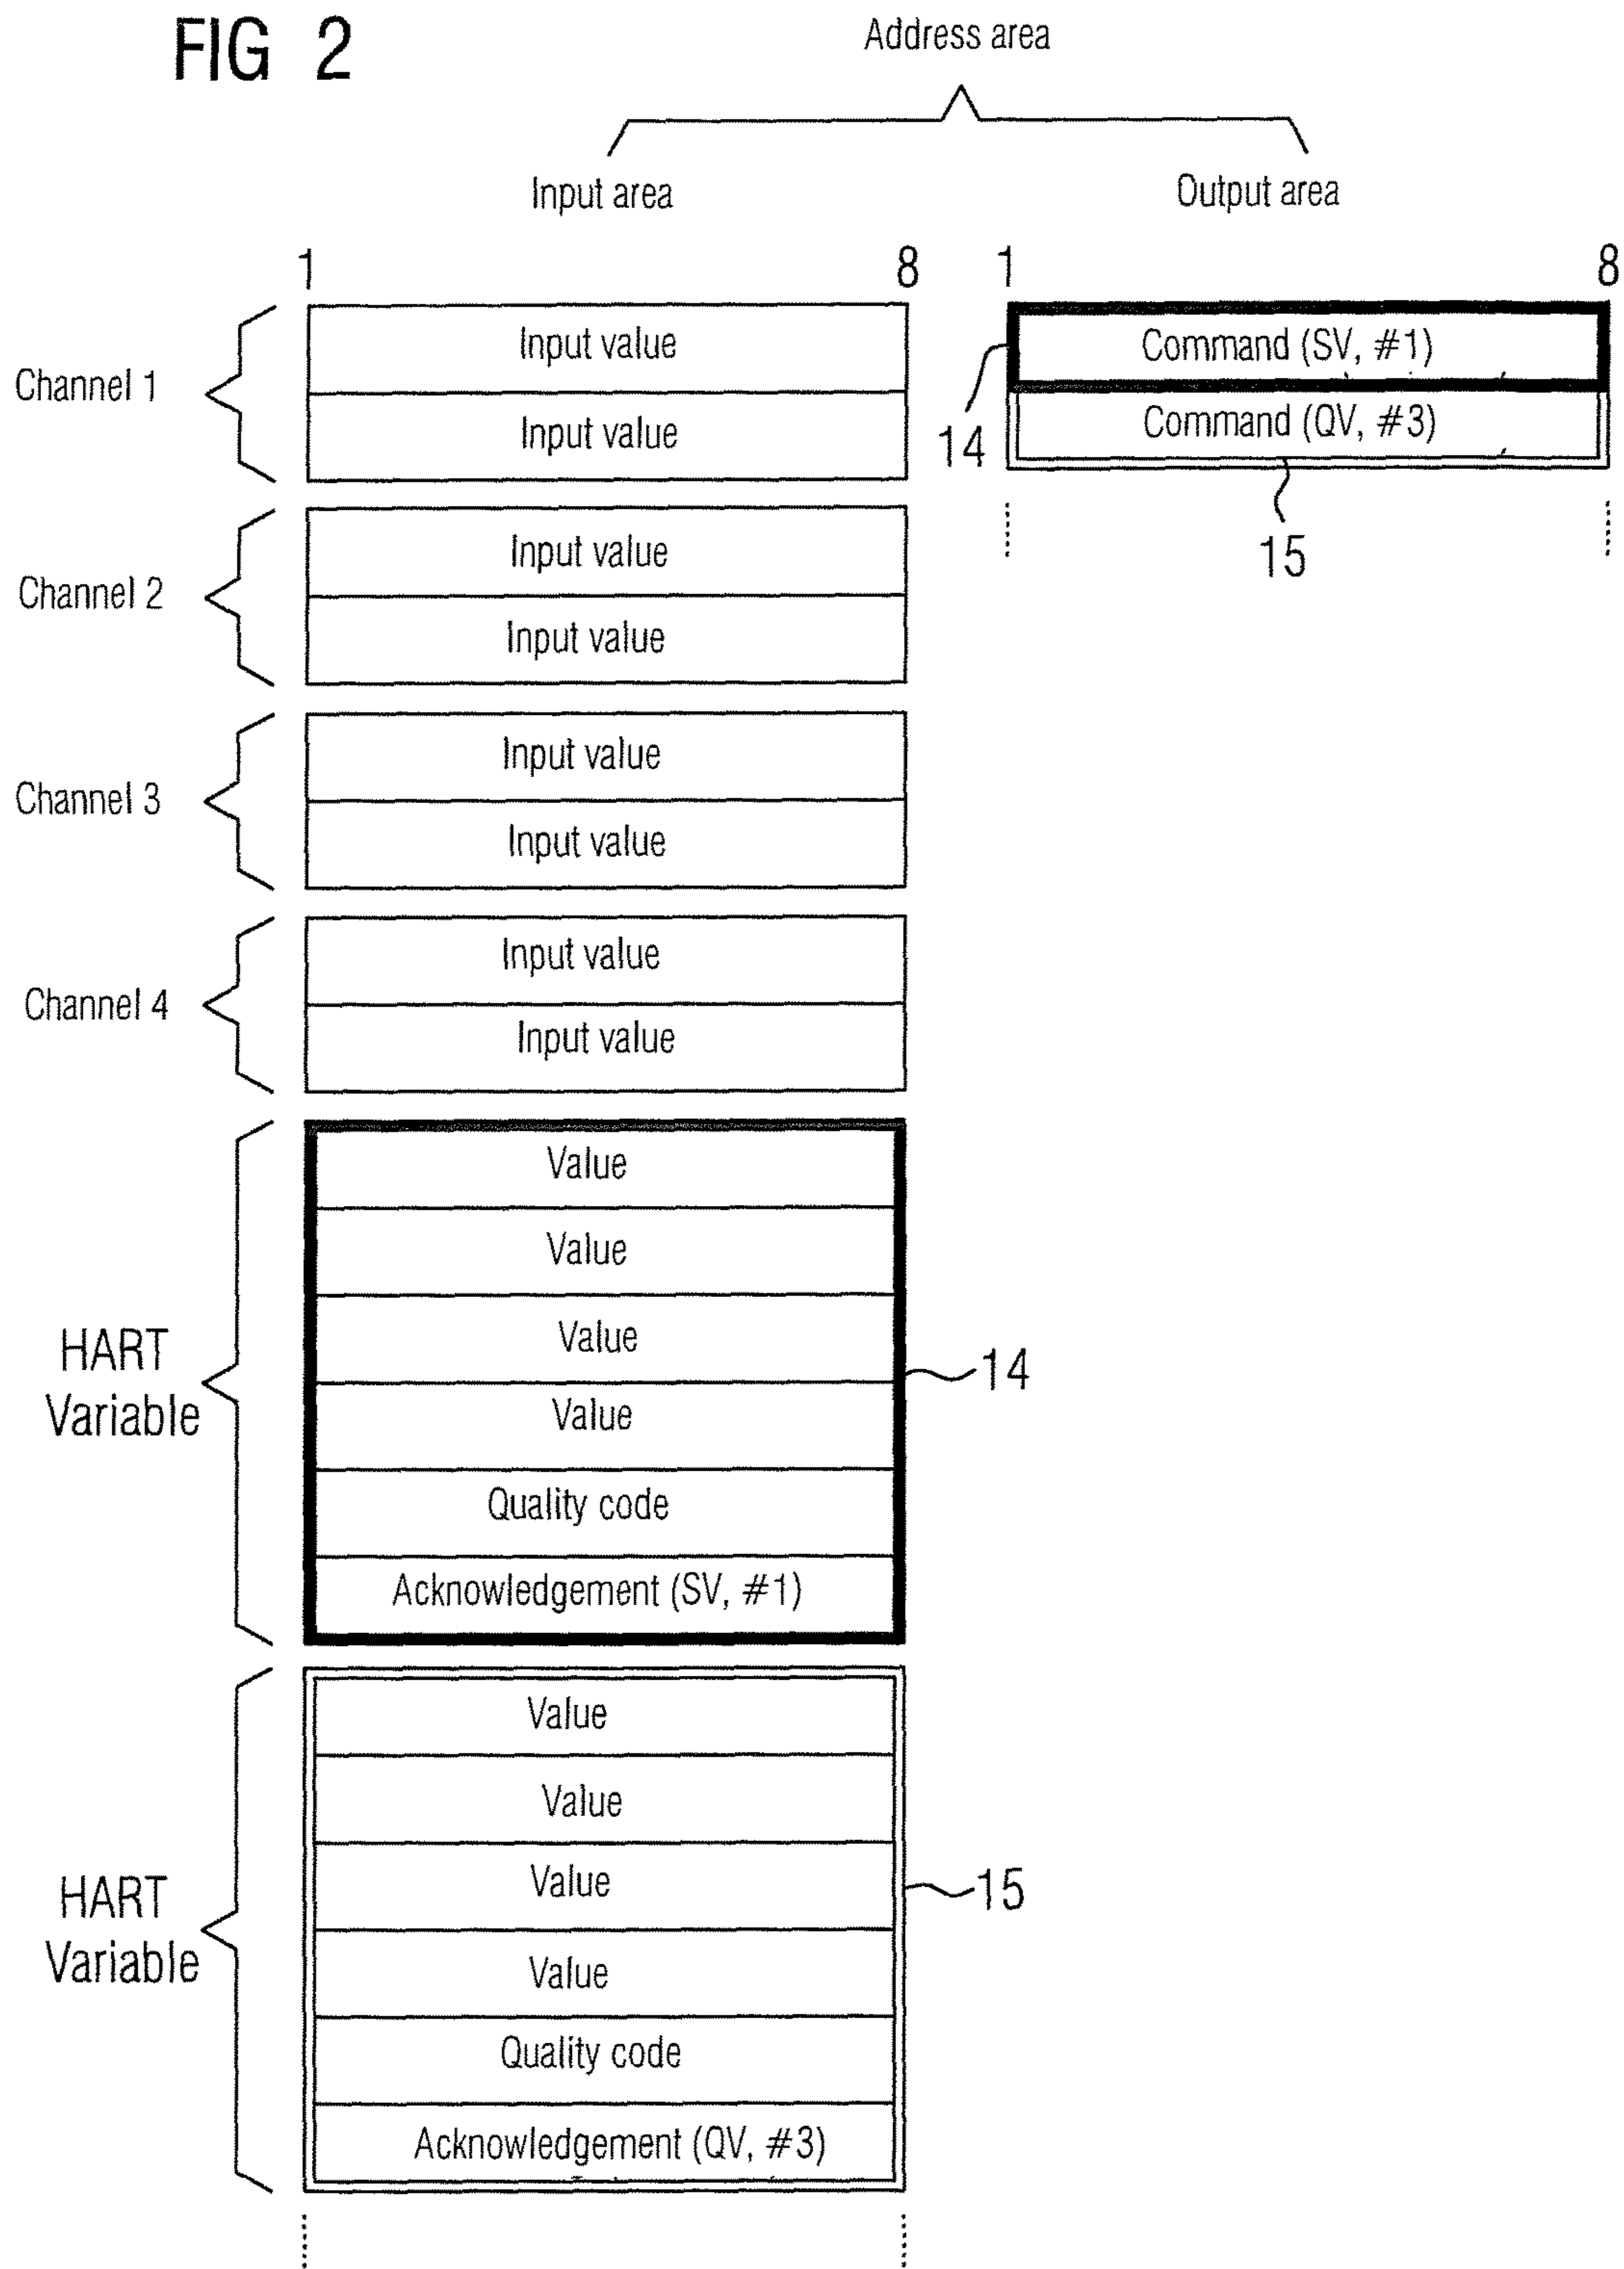 FIG 2
Address area
Input area
Output area
1
8
1
8
Channel 1
Input value
Input value
14
Command (SV, #1)
Command (QV, #3)
15
Channel 2
Input value
Input value
Channel 3
Input value
Input value
Channel 4
Input value
Input value
HART
Variable
Value
Value
Value
Value
Quality code
Acknowledgement (SV, #1)
14
HART
Variable
Value
Value
Value
Value
Quality code
Acknowledgement (QV, #3)
15